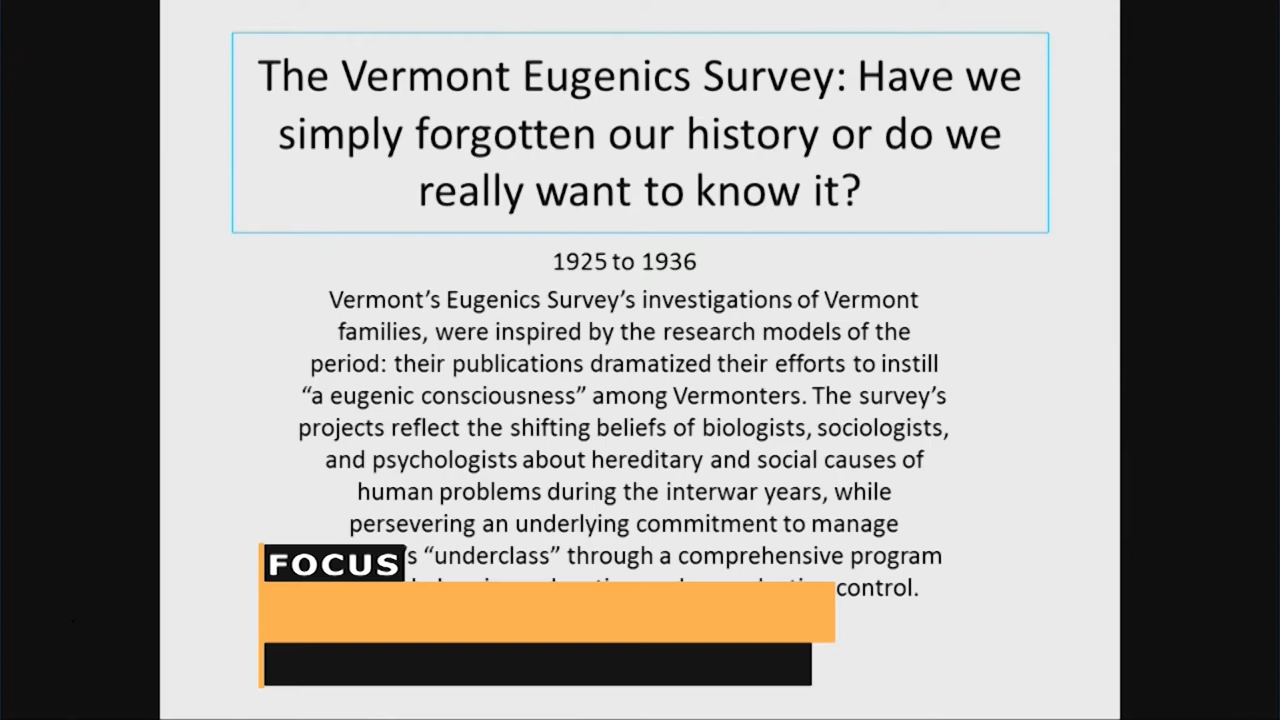 The Vermont Eugenics Survey: Have we
simply forgotten our history or do we
really want to know it?
1925 to 1936
Vermont’s Eugenics Survey’s investigations of Vermont
families, were inspired by the research models of the
period: their publications dramatized their efforts to instill
“a eugenic consciousness” among Vermonters. The survey’s
projects reflect the shifting beliefs of biologists, sociologists,
and psychologists about hereditary and social causes of
human problems during the interwar years, while
persevering an underlying commitment to manage
“underclass” through a comprehensive program
control.
FOCUS